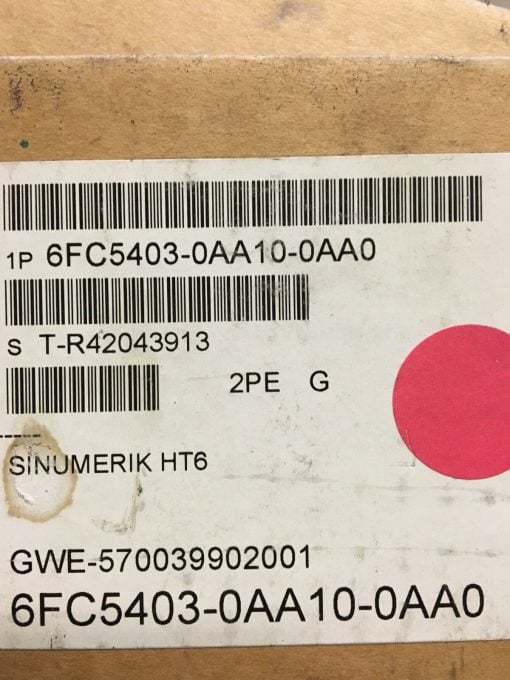 1P 6FC5403-0AA10-0AA0
S T-R42043913
2PE G
SINUMERIK HT6
GWE-570039902001
6FC5403-0AA10-0AA0